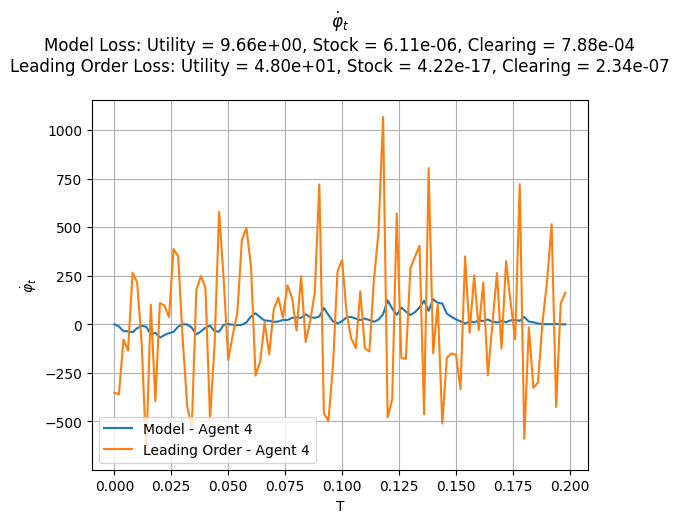 φ̇ₜ
Model Loss: Utility = 9.66e+00, Stock = 6.11e-06, Clearing = 7.88e-04
Leading Order Loss: Utility = 4.80e+01, Stock = 4.22e-17, Clearing = 2.34e-07
φ̇ₜ
1000
750
500
250
0
−250
−500
Model - Agent 4
Leading Order - Agent 4
0.000 0.025 0.050 0.075 0.100 0.125 0.150 0.175 0.200
T